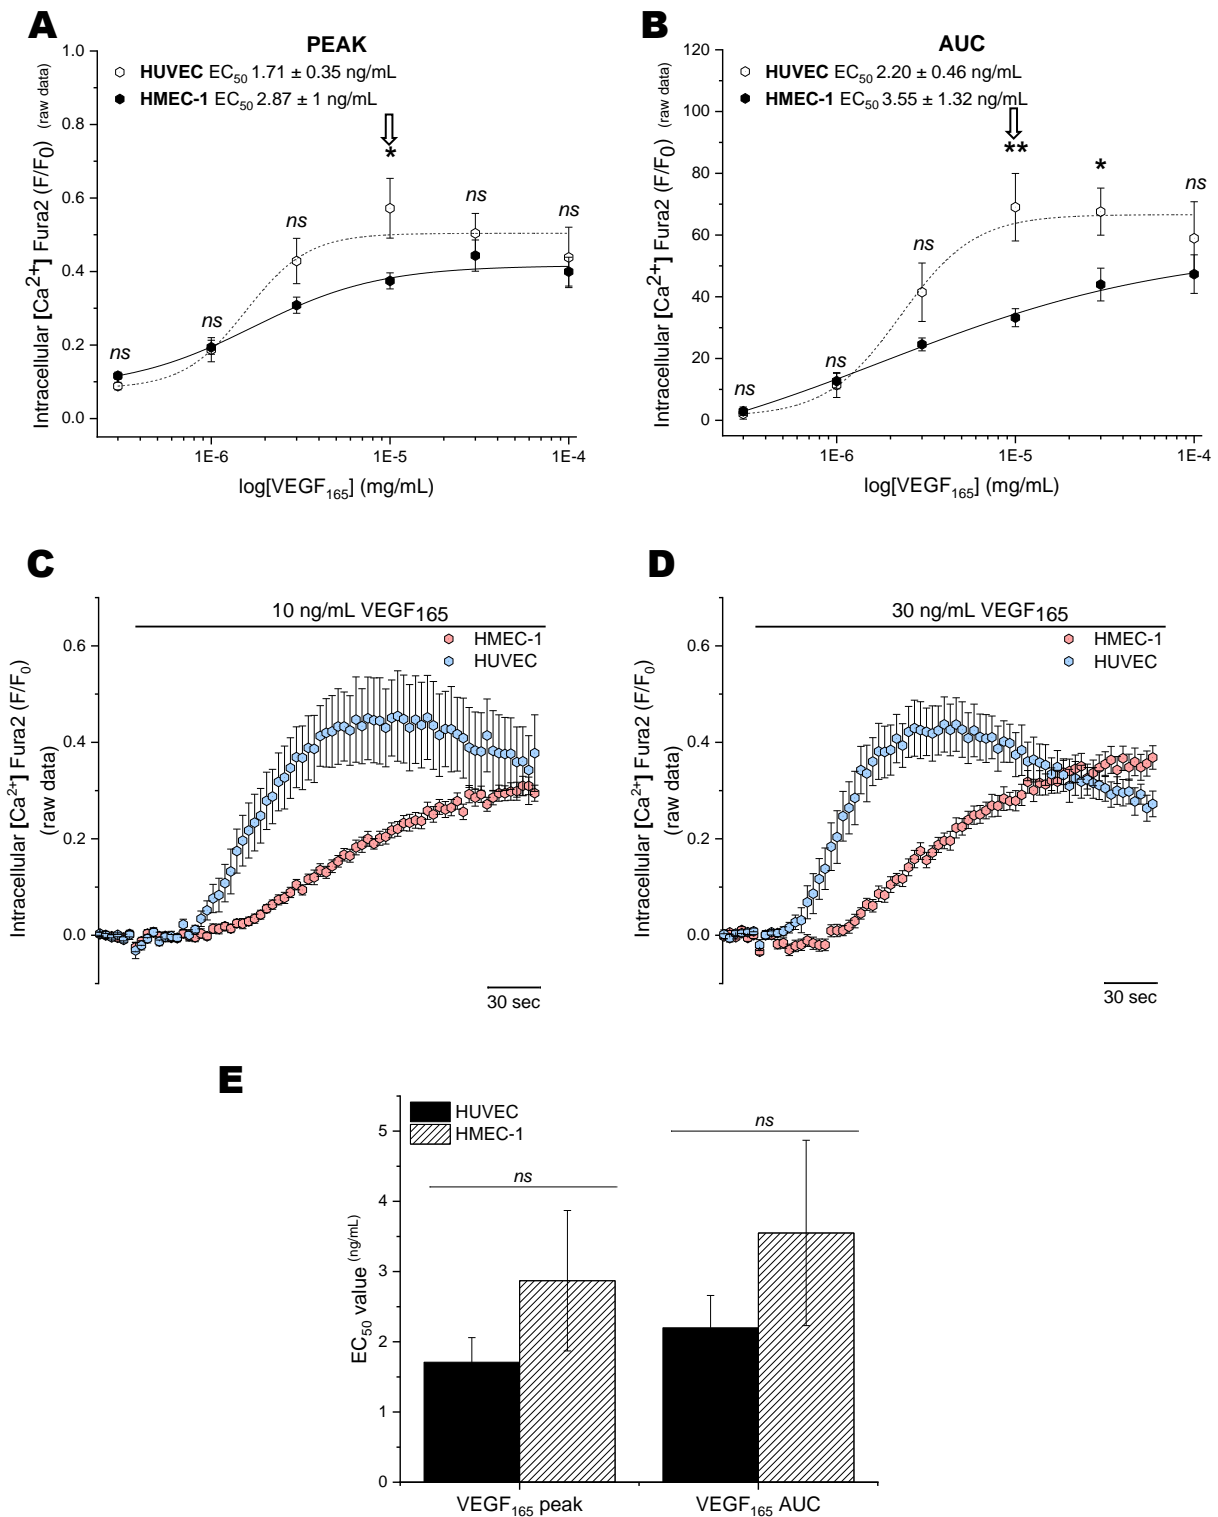 A
PEAK
HUVEC EC50 1.71 ± 0.35 ng/mL
HMEC-1 EC50 2.87 ± 1 ng/mL
Intracellular [Ca2+] Fura2 (F/F0) (raw data)
1.0
0.8
0.6
0.4
0.2
0.0
ns
ns
ns
*
ns
ns
1E-6
1E-5
1E-4
log[VEGF165] (mg/mL)
B
AUC
HUVEC EC50 2.20 ± 0.46 ng/mL
HMEC-1 EC50 3.55 ± 1.32 ng/mL
Intracellular [Ca2+] Fura2 (F/F0) (raw data)
120
100
80
60
40
20
0
ns
ns
ns
**
*
ns
1E-6
1E-5
1E-4
log[VEGF165] (mg/mL)
C
10 ng/mL VEGF165
HMEC-1
HUVEC
Intracellular [Ca2+] Fura2 (F/F0)
(raw data)
0.6
0.4
0.2
0.0
30 sec
D
30 ng/mL VEGF165
HMEC-1
HUVEC
Intracellular [Ca2+] Fura2 (F/F0)
(raw data)
0.6
0.4
0.2
0.0
30 sec
E
HUVEC
HMEC-1
EC50 value (ng/mL)
5
4
3
2
1
0
ns
ns
VEGF165 peak
VEGF165 AUC